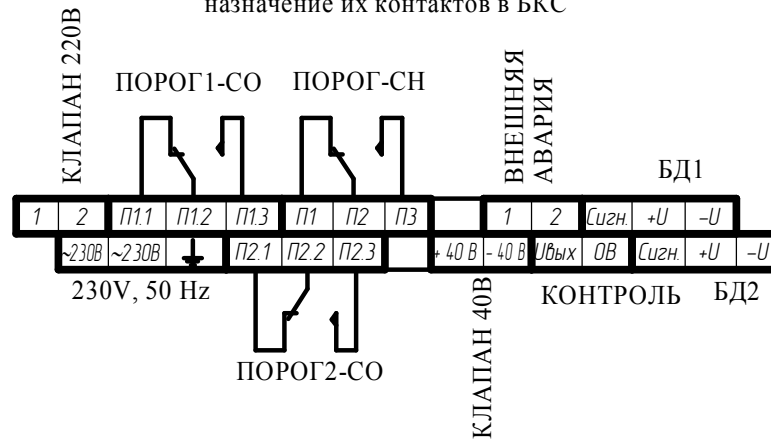 назначение их контактов в БКС
КЛАПАН 220В
ПОРОГ1-СО
ПОРОГ-СН
ВНЕШНЯЯ
АВАРИЯ
БД1
1 2 П1.1 П1.2 П1.3 П1 П2 П3 1 2 Сигн. +U –U
~230В ~230В П2.1 П2.2 П2.3 + 40 В - 40 В Uвых 0В Сигн. +U –U
230V, 50 Hz
КОНТРОЛЬ
БД2
ПОРОГ2-СО
КЛАПАН 40В